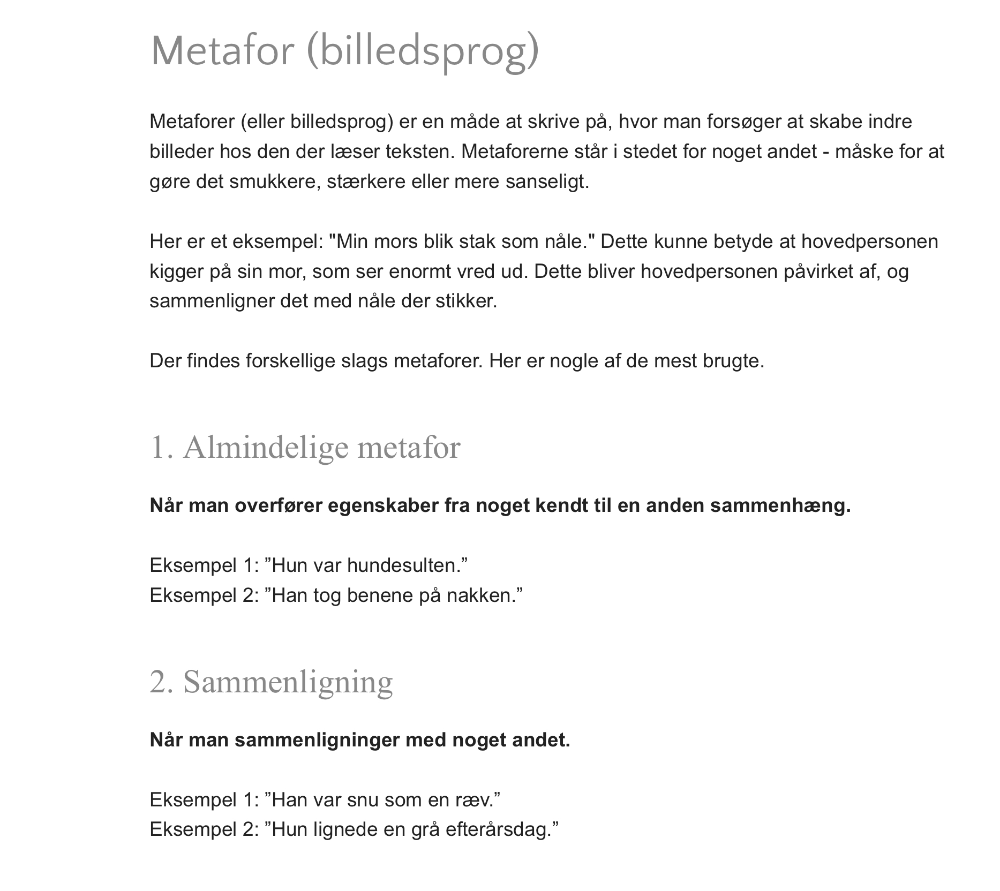 Metafor (billedsprog)
Metaforer (eller billedsprog) er en måde at skrive på, hvor man forsøger at skabe indre
billeder hos den der læser teksten. Metaforerne står i stedet for noget andet - måske for at
gøre det smukkere, stærkere eller mere sanseligt.
Her er et eksempel: "Min mors blik stak som nåle." Dette kunne betyde at hovedpersonen
kigger på sin mor, som ser enormt vred ud. Dette bliver hovedpersonen påvirket af, og
sammenligner det med nåle der stikker.
Der findes forskellige slags metaforer. Her er nogle af de mest brugte.
1. Almindelige metafor
Når man overfører egenskaber fra noget kendt til en anden sammenhæng.
Eksempel 1: ”Hun var hundesulten.”
Eksempel 2: ”Han tog benene på nakken.”
2. Sammenligning
Når man sammenligninger med noget andet.
Eksempel 1: ”Han var snu som en ræv.”
Eksempel 2: ”Hun lignede en grå efterårsdag.”